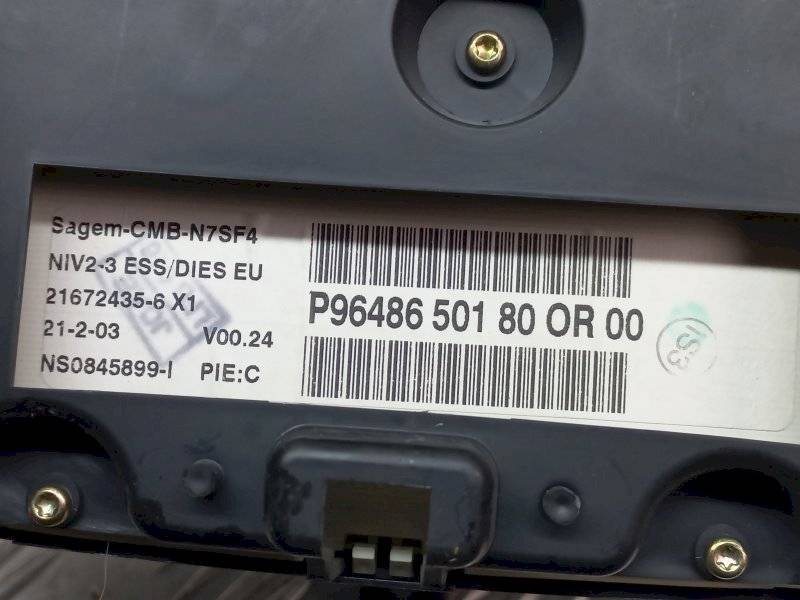 Sagem-CMB-N7SF4
NIV2-3 ESS/DIES EU
21672435-6 X1
21-2-03 V00.24
NS0845899-I PIE:C
P96486 501 80 OR 00
IS3